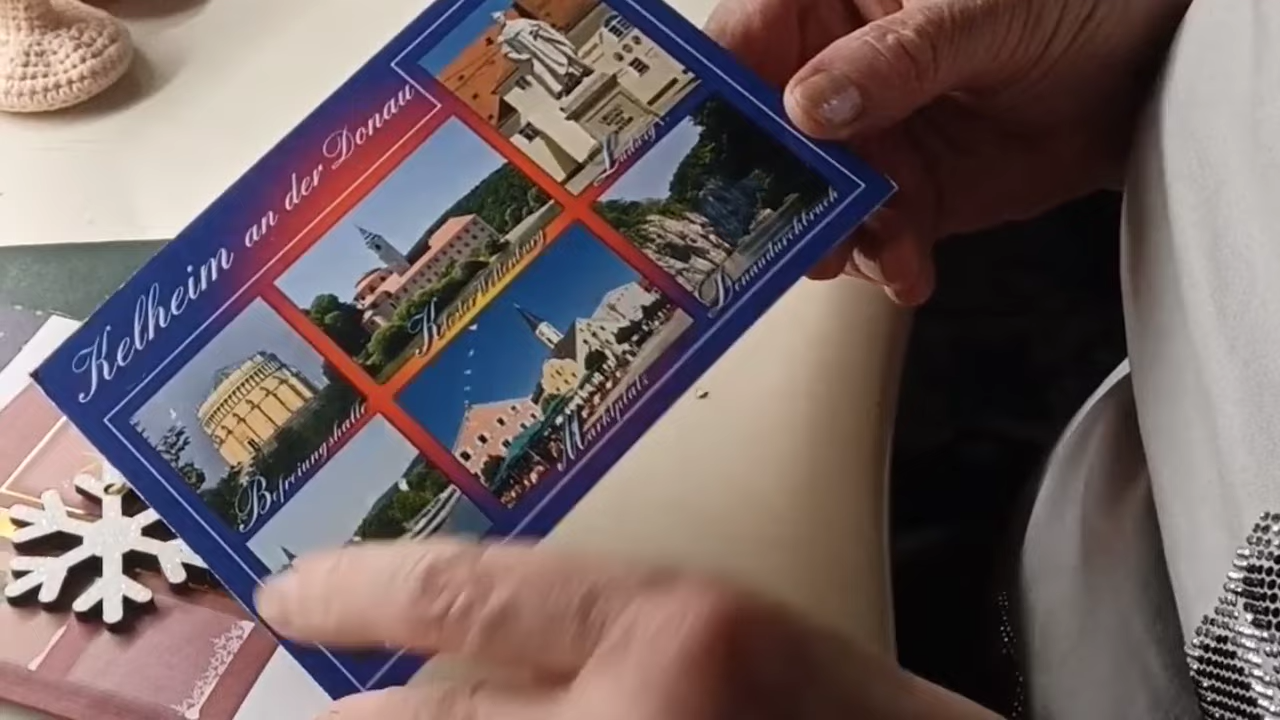 Kelheim an der Donau
Kloster Weltenburg
Ludwig I.
Befreiungshalle
Marktplatz
Donaudurchbruch